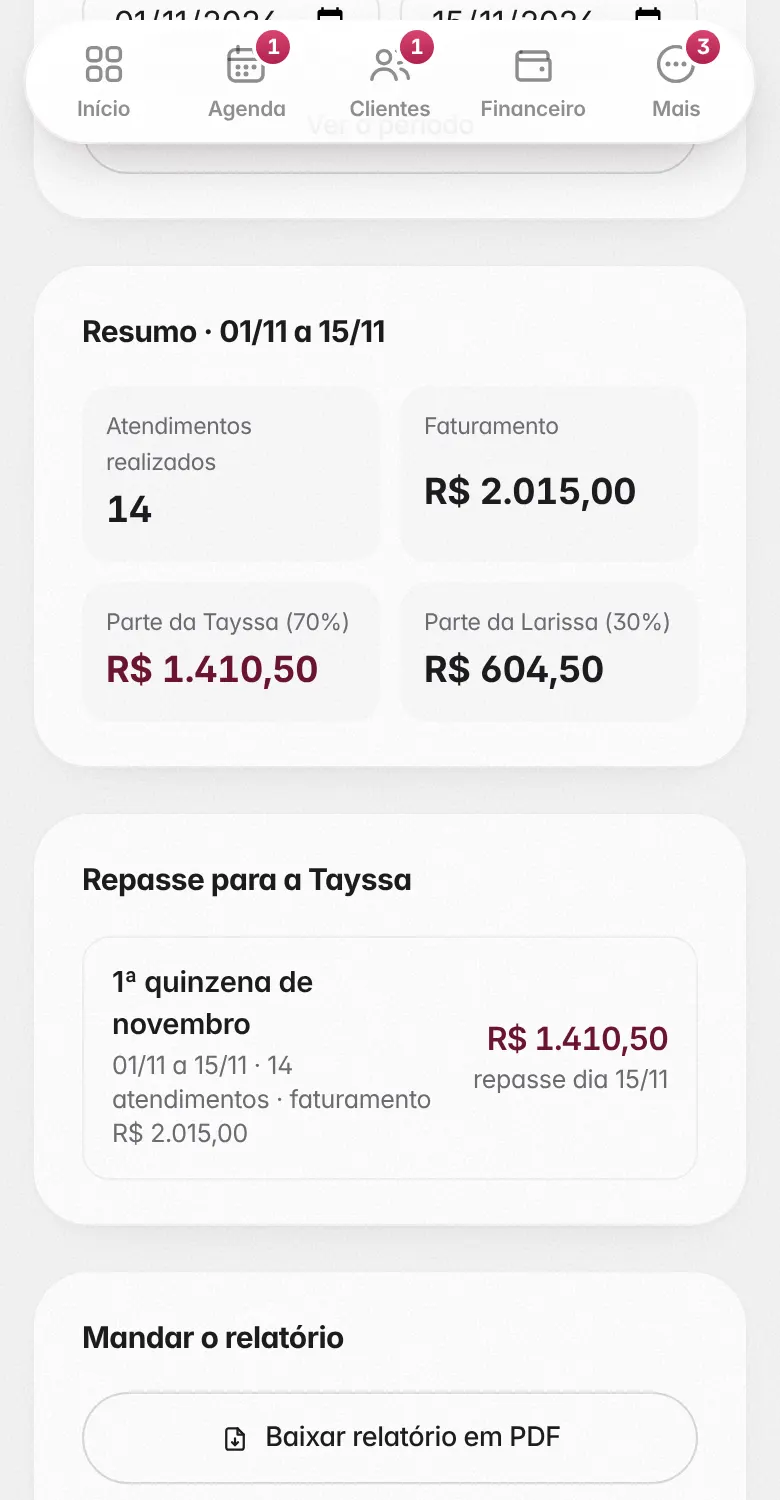 Início
1
Agenda
1
Clientes
Financeiro
3
Mais
Ver o período
Resumo · 01/11 a 15/11
Atendimentos
realizados
14
Faturamento
R$ 2.015,00
Parte da Tayssa (70%)
R$ 1.410,50
Parte da Larissa (30%)
R$ 604,50
Repasse para a Tayssa
1ª quinzena de
novembro
01/11 a 15/11 · 14
atendimentos · faturamento
R$ 2.015,00
R$ 1.410,50
repasse dia 15/11
Mandar o relatório
Baixar relatório em PDF